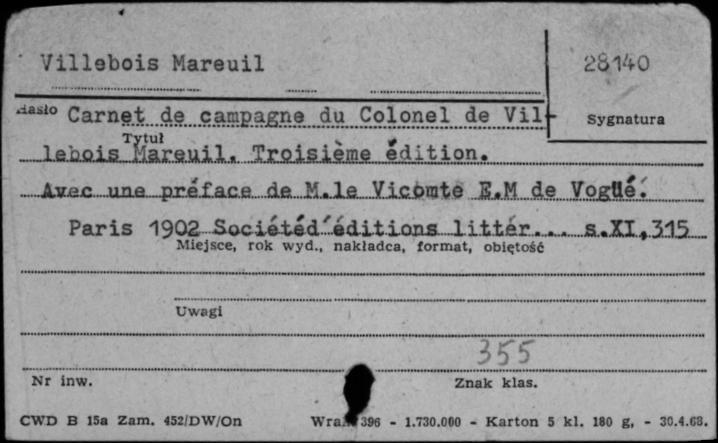 Villebois Mareuil 28140
Hasło Carnet de campagne du Colonel de Vil- Sygnatura
Tytuł
lebois Mareuil. Troisième édition.
Avec une préface de M.le Vicomte E.M de Vogüé.
Paris 1902 Sociétéd'éditions littér... s.XI,315
Miejsce, rok wyd., nakładca, format, obiętość
Uwagi
355
Nr inw. Znak klas.
CWD B 15a Zam. 452/DW/On 396 - 1.730.000 - Karton 5 kl. 180 g, - 30.4.68.